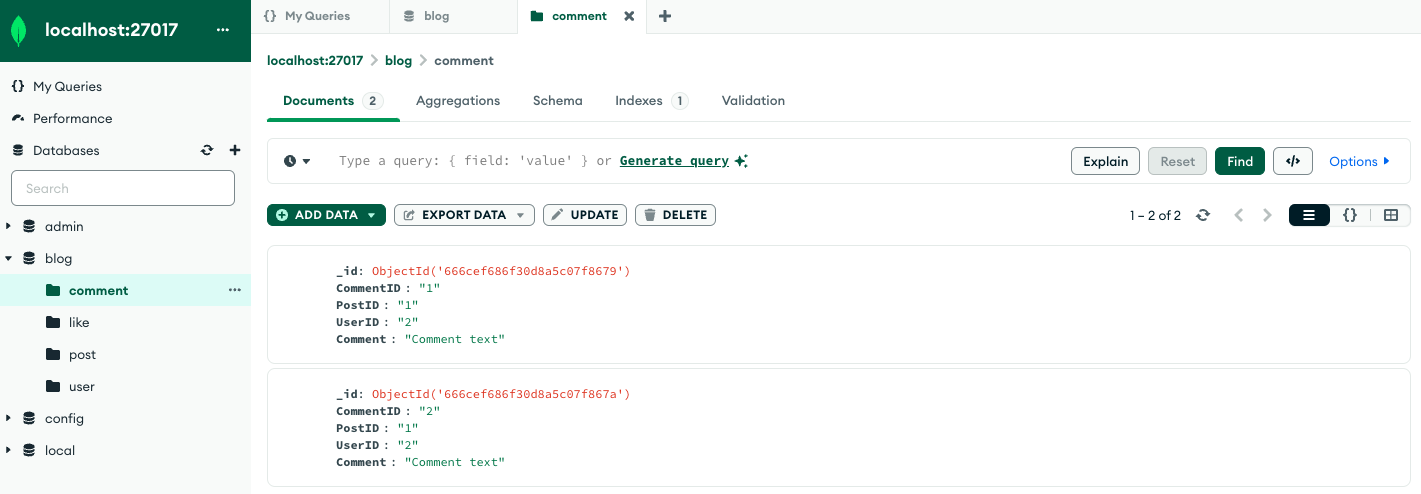 localhost:27017
My Queries
Performance
Databases
Search
admin
blog
comment
like
post
user
config
local
{} My Queries
blog
comment
localhost:27017 > blog > comment
Documents 2 Aggregations Schema Indexes 1 Validation
Type a query: { field: 'value' } or Generate query
Explain Reset Find </> Options
ADD DATA EXPORT DATA UPDATE DELETE
1 – 2 of 2 {}
_id: ObjectId('666cef686f30d8a5c07f8679')
CommentID : "1"
PostID : "1"
UserID : "2"
Comment : "Comment text"
_id: ObjectId('666cef686f30d8a5c07f867a')
CommentID : "2"
PostID : "1"
UserID : "2"
Comment : "Comment text"